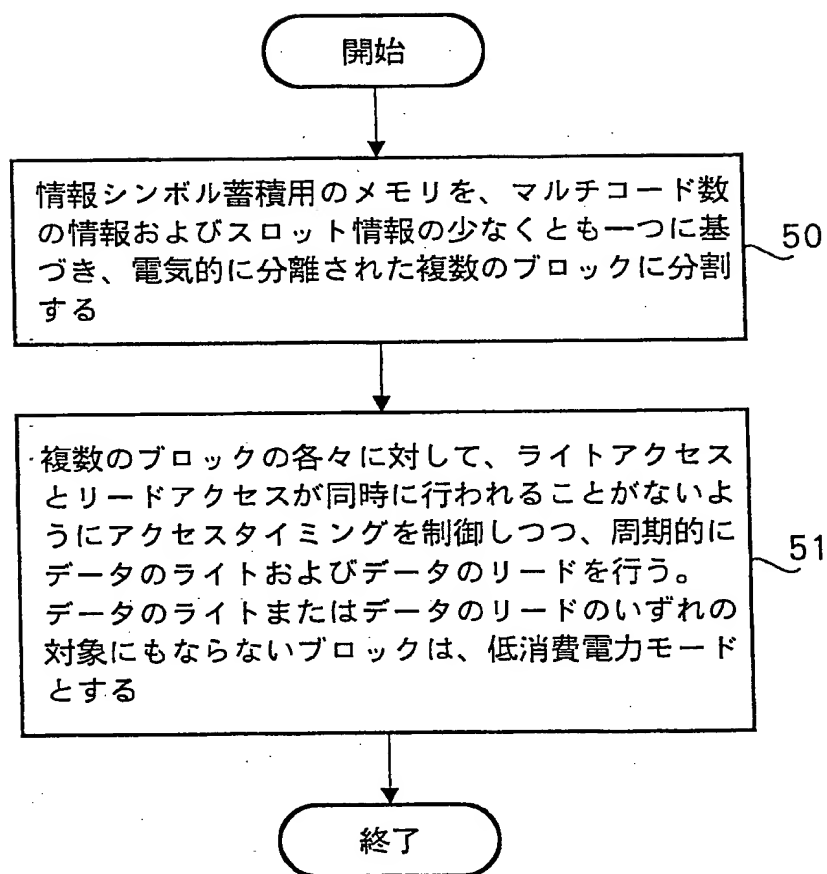 開始
情報シンボル蓄積用のメモリを、マルチコード数
の情報およびスロット情報の少なくとも一つに基
づき、電気的に分離された複数のブロックに分割
する
50
複数のブロックの各々に対して、ライトアクセス
とリードアクセスが同時に行われることがないよ
うにアクセスタイミングを制御しつつ、周期的に
データのライトおよびデータのリードを行う。
データのライトまたはデータのリードのいずれの
対象にもならないブロックは、低消費電力モード
とする
51
終了